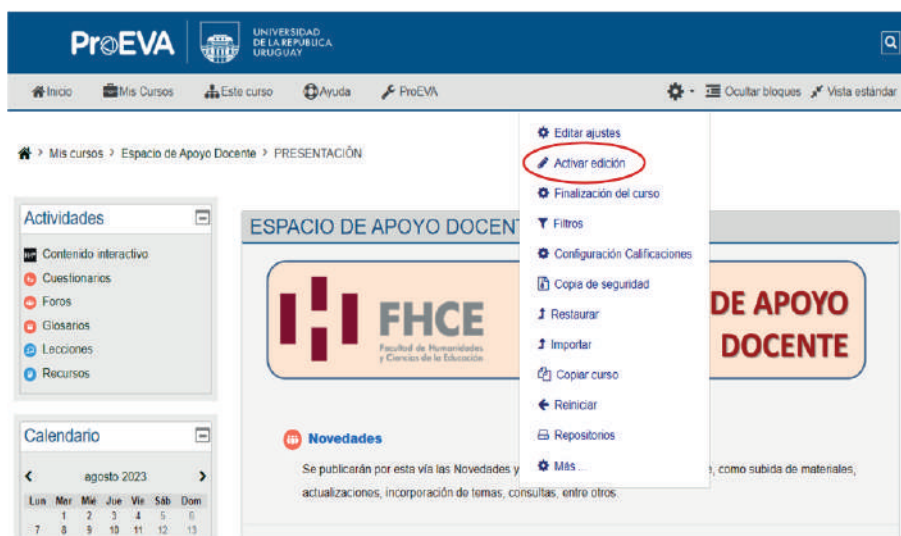 PrοEVA
UNIVERSIDAD
DE LA REPÚBLICA
URUGUAY
Inicio Mis Cursos Este curso Ayuda ProEVA Ocultar bloques Vista estándar
> Mis cursos > Espacio de Apoyo Docente > PRESENTACIÓN
Editar ajustes
Activar edición
Finalización del curso
Filtros
Configuración Calificaciones
Copia de seguridad
Restaurar
Importar
Copiar curso
Reiniciar
Repositorios
Más ...
Actividades
Contenido interactivo
Cuestionarios
Foros
Glosarios
Lecciones
Recursos
ESPACIO DE APOYO DOCEN
FHCE
Facultad de Humanidades
y Ciencias de la Educación
DE APOYO
DOCENTE
Calendario
agosto 2023
Lun Mar Mié Jue Vie Sáb Dom
1 2 3 4 5 6
7 8 9 10 11 12 13
Novedades
Se publicarán por esta vía las Novedades y , como subida de materiales,
actualizaciones, incorporación de temas, consultas, entre otros.